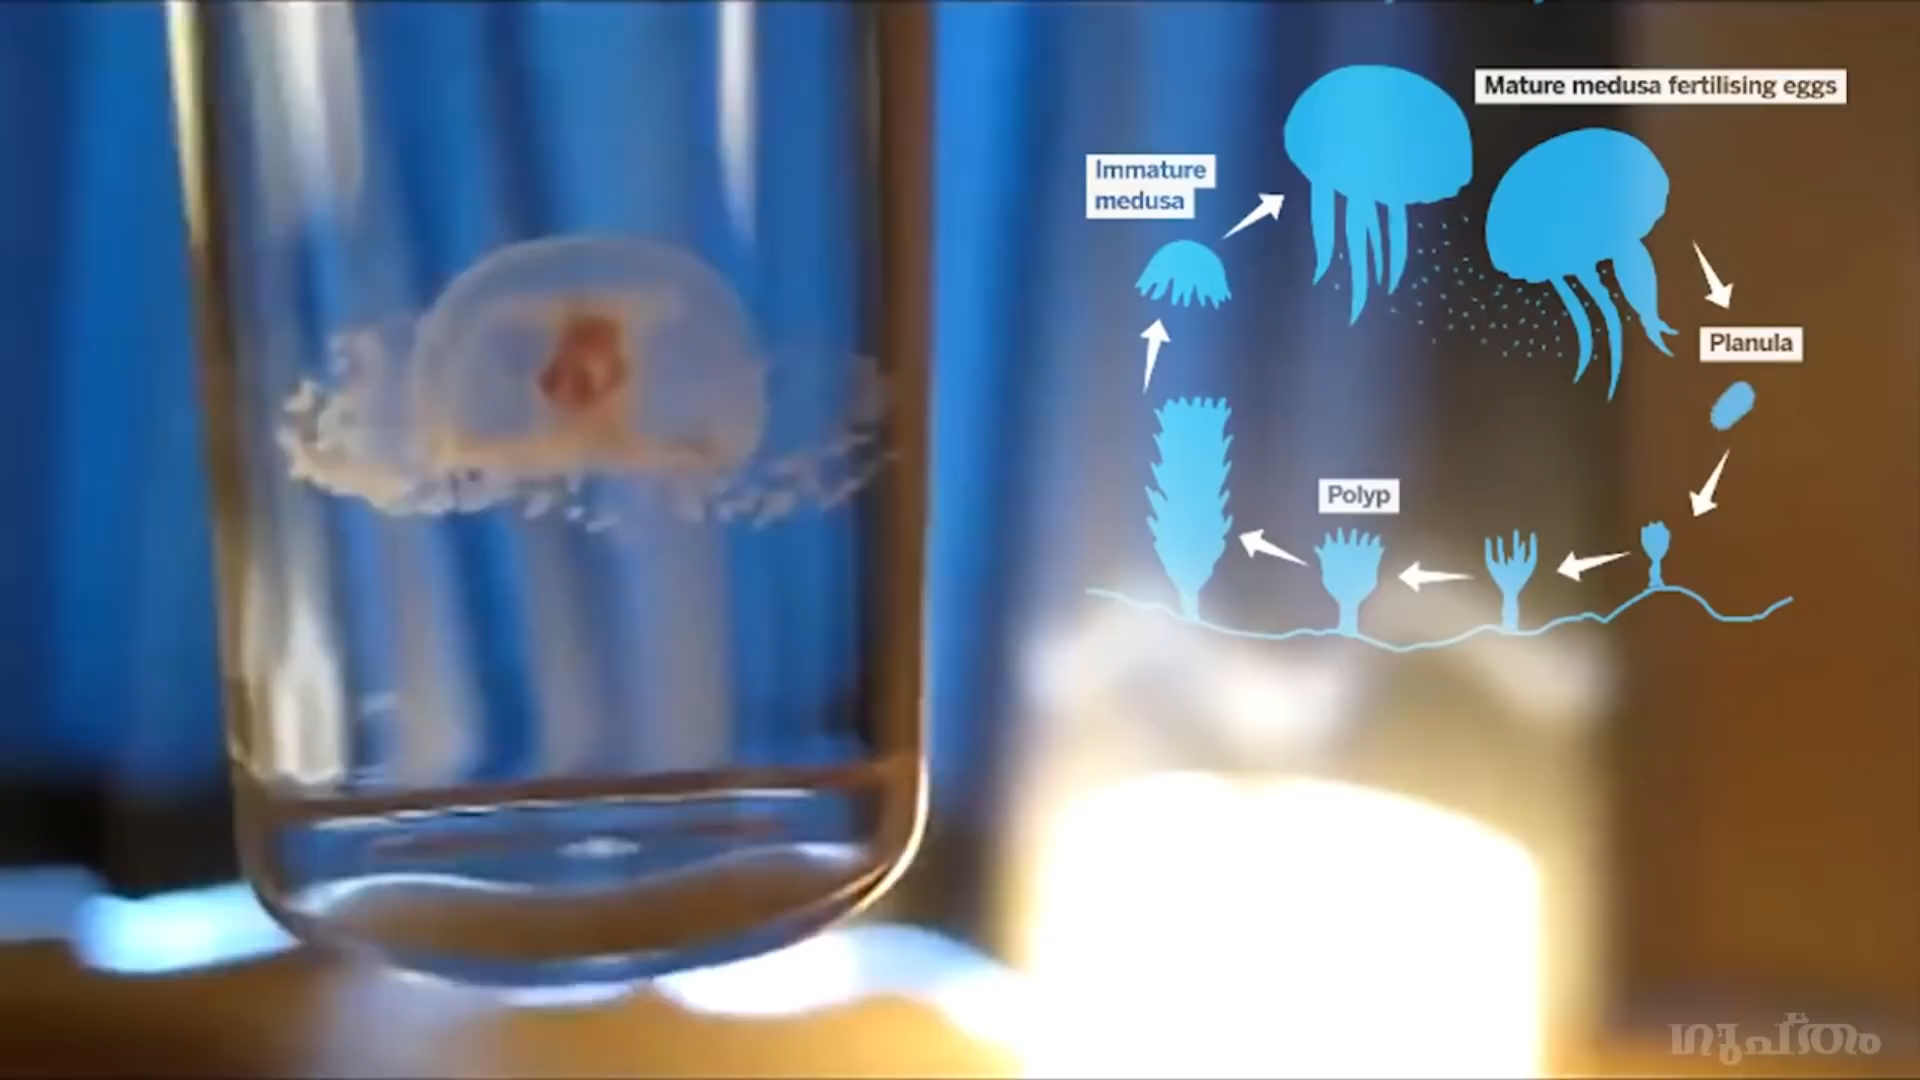 Mature medusa fertilising eggs
Immature
medusa
Planula
Polyp